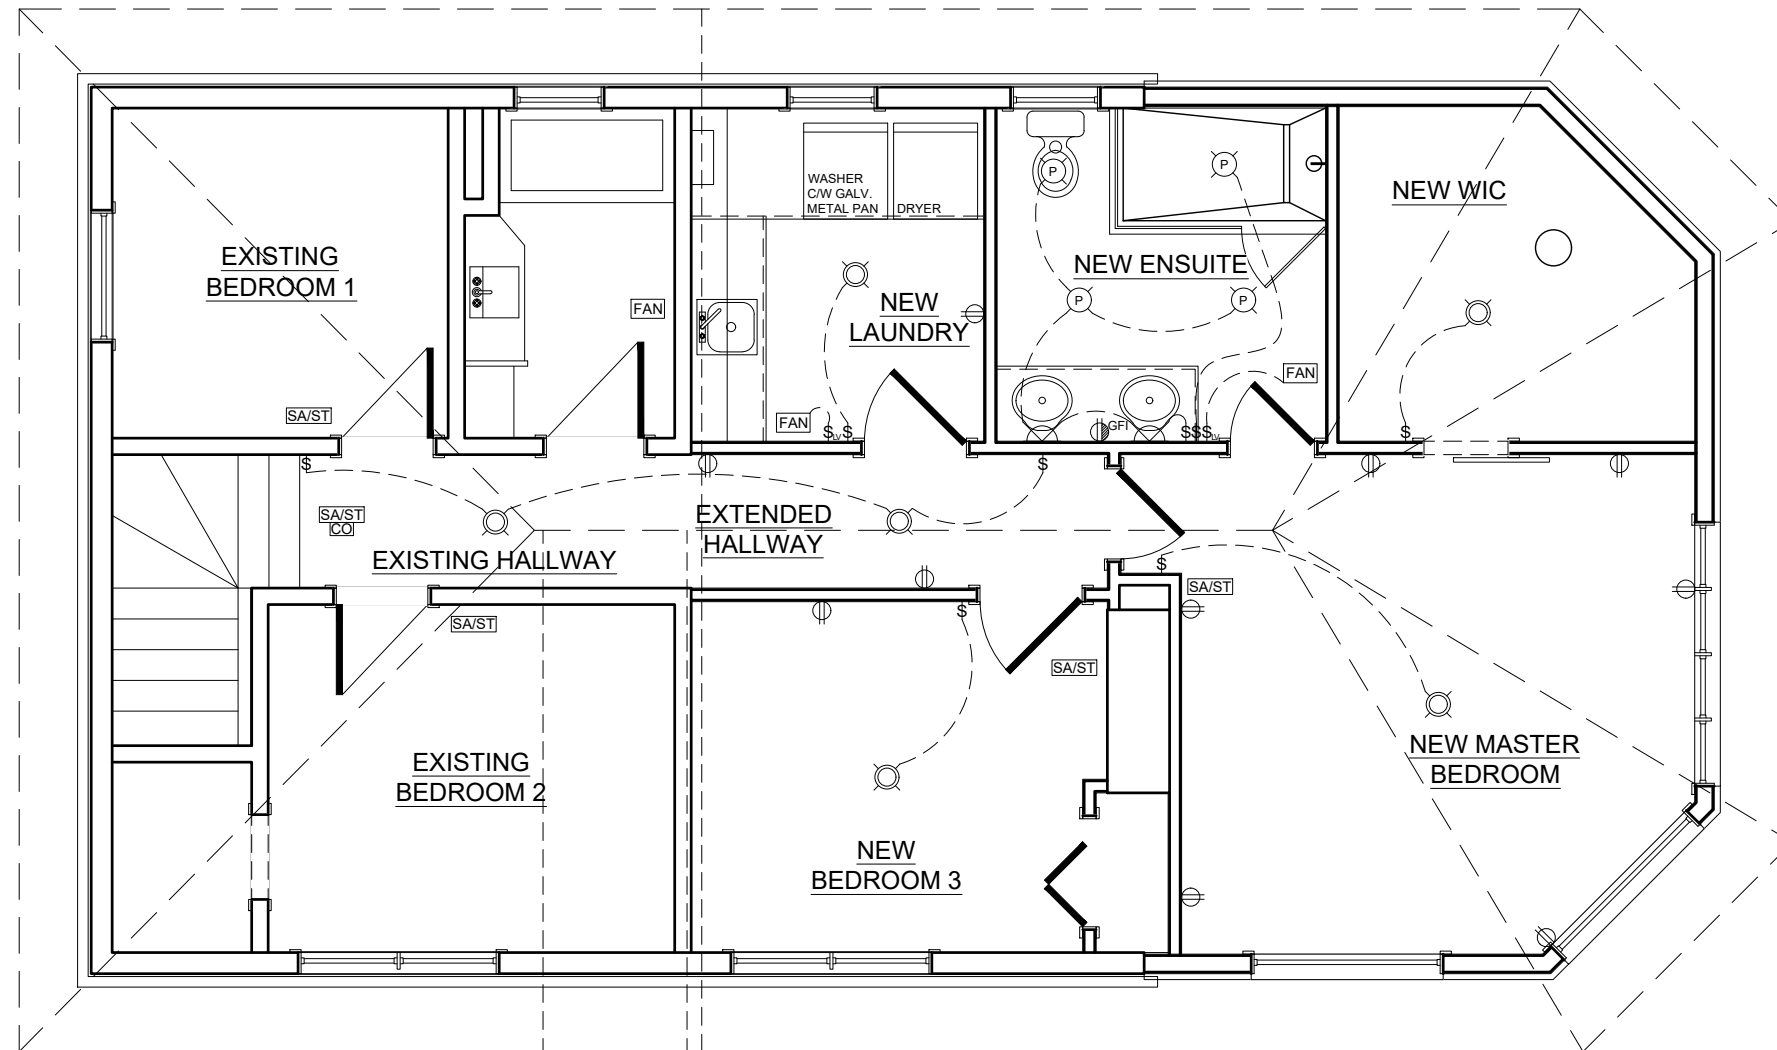 WASHER
C/W GALV.
METAL PAN
DRYER
P
P
NEW WIC
EXISTING
BEDROOM 1
NEW ENSUITE
FAN
NEW
LAUNDRY
P
P
FAN
SA/ST
FAN
$LV $
GFI
$$$LV
$
$
$
SA/ST
CO
EXTENDED
HALLWAY
EXISTING HALLWAY
$
SA/ST
SA/ST
$
SA/ST
NEW MASTER
BEDROOM
EXISTING
BEDROOM 2
NEW
BEDROOM 3